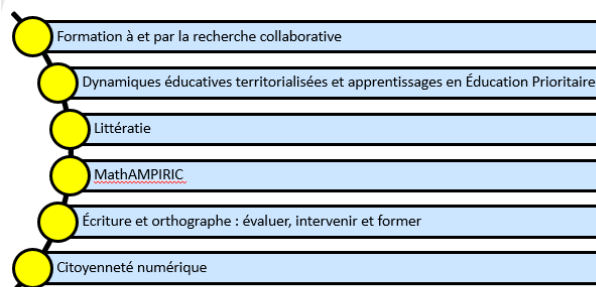 Formation à et par la recherche collaborative
Dynamiques éducatives territorialisées et apprentissages en Éducation Prioritaire
Littératie
MathAMPIRIC
Écriture et orthographe : évaluer, intervenir et former
Citoyenneté numérique